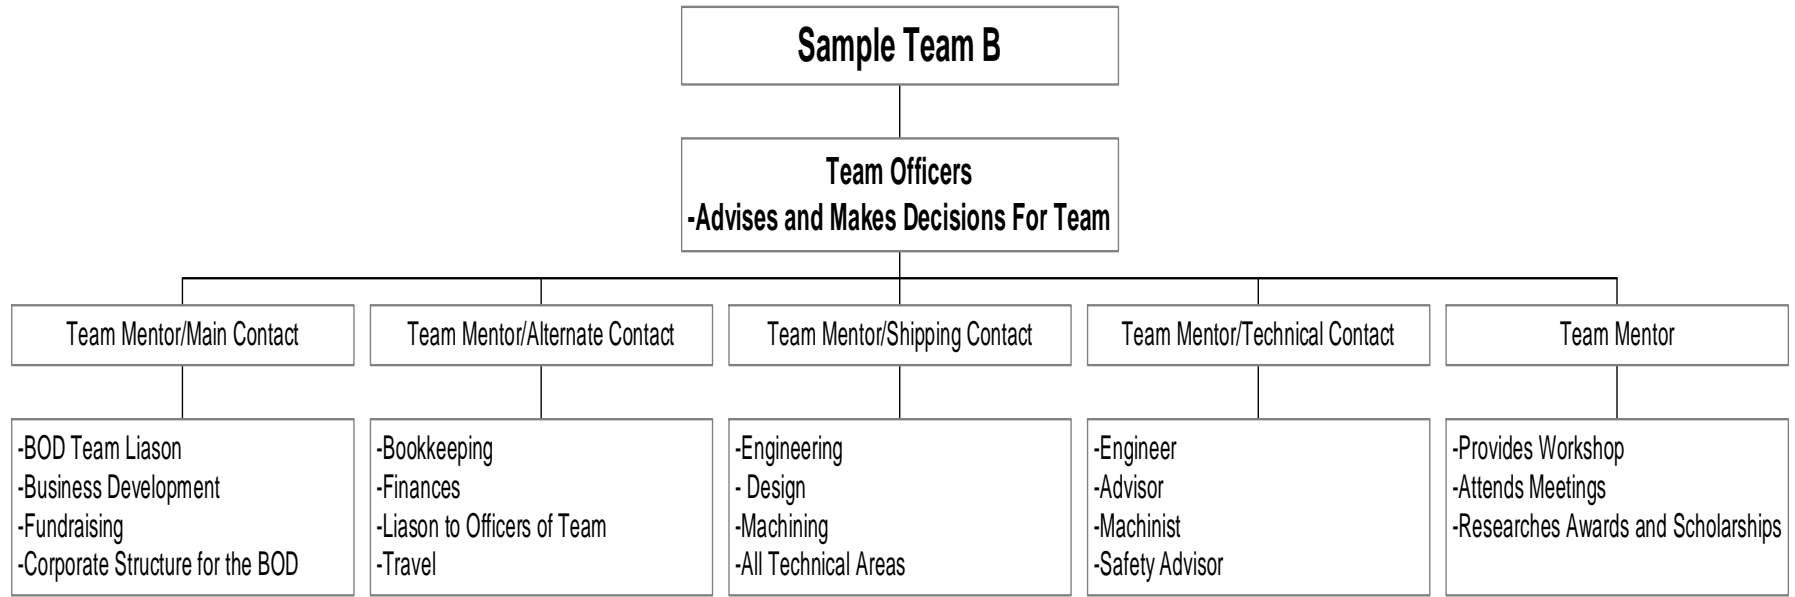 Sample Team B
Team Officers
-Advises and Makes Decisions For Team
Team Mentor/Main Contact
Team Mentor/Alternate Contact
Team Mentor/Shipping Contact
Team Mentor/Technical Contact
Team Mentor
-BOD Team Liason
-Business Development
-Fundraising
-Corporate Structure for the BOD
-Bookkeeping
-Finances
-Liason to Officers of Team
-Travel
-Engineering
- Design
-Machining
-All Technical Areas
-Engineer
-Advisor
-Machinist
-Safety Advisor
-Provides Workshop
-Attends Meetings
-Researches Awards and Scholarships